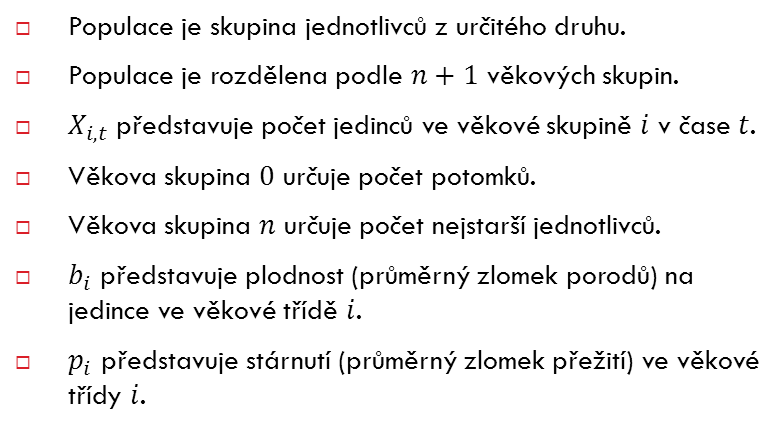 Populace je skupina jednotlivců z určitého druhu.
Populace je rozdělena podle n + 1 věkových skupin.
X_{i,t} představuje počet jedinců ve věkové skupině i v čase t.
Věkova skupina 0 určuje počet potomků.
Věkova skupina n určuje počet nejstarší jednotlivců.
b_i představuje plodnost (průměrný zlomek porodů) na
jedince ve věkové třídě i.
p_i představuje stárnutí (průměrný zlomek přežití) ve věkové
třídy i.